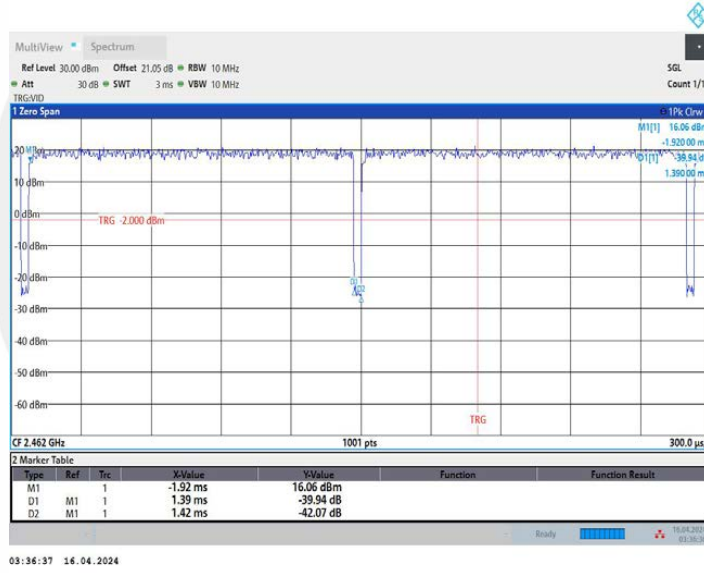 MultiView Spectrum
Ref Level 30.00 dBm Offset 21.05 dB RBW 10 MHz SGL
Att 30 dB SWT 3 ms VBW 10 MHz Count 1/1
TRG:VID
1 Zero Span 1Pk Clrw
M1[1] 16.06 dBm
-1.920 00 m
D1[1] -39.94 d
1.390 00 m
20
M1
10 dBm
0 dBm
TRG -2.000 dBm
-10 dBm
-20 dBm
D1
D2
-30 dBm
-40 dBm
-50 dBm
-60 dBm
TRG
CF 2.462 GHz 1001 pts 300.0 µs
2 Marker Table
Type Ref Trc X-Value Y-Value Function Function Result
M1 1 -1.92 ms 16.06 dBm
D1 M1 1 1.39 ms -39.94 dB
D2 M1 1 1.42 ms -42.07 dB
Ready
03:36:37 16.04.2024